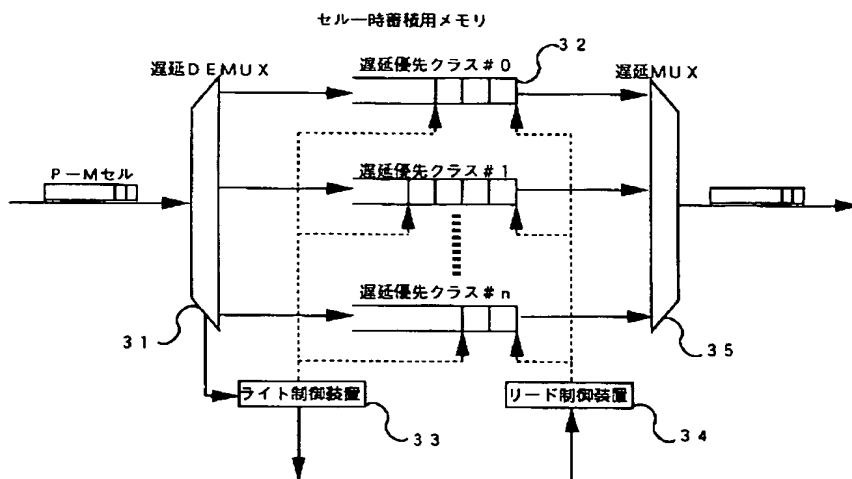 セル一時蓄積用メモリ
３２
遅延ＤＥＭＵＸ
遅延優先クラス＃０
遅延ＭＵＸ
Ｐ－Ｍセル
遅延優先クラス＃１
遅延優先クラス＃ｎ
３１
３５
ライト制御装置
リード制御装置
３３
３４